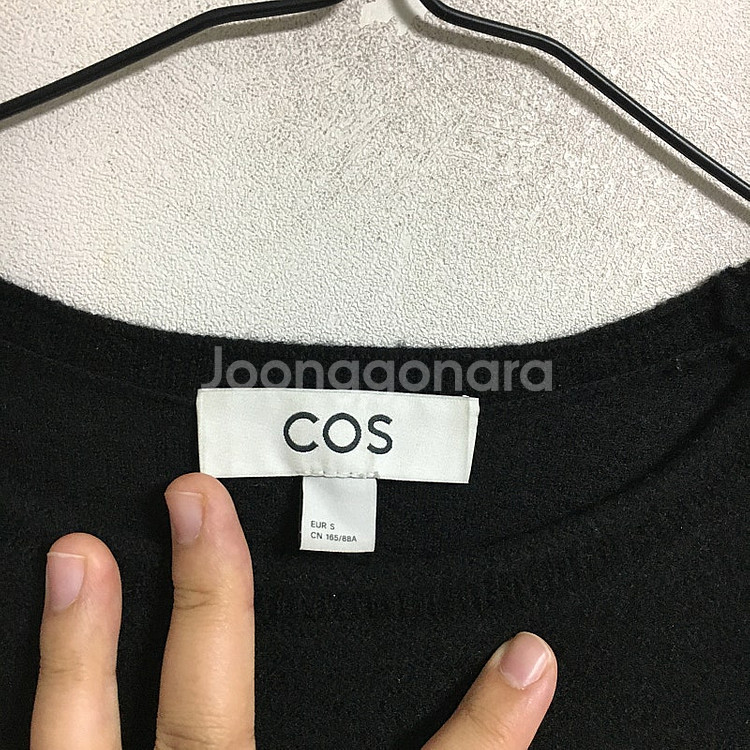 Joonggonara
COS
EUR S
CN 165/88A